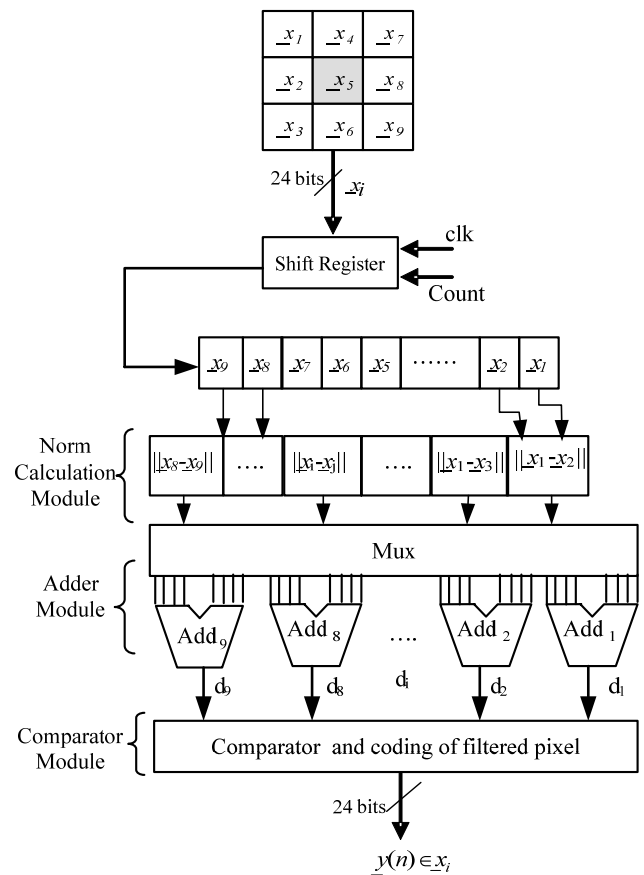 x1 x4 x7
x2 x5 x8
x3 x6 x9
24 bits xi
clk
Shift Register
Count
x9 x8 x7 x6 x5 ...... x2 x1
Norm
Calculation
Module
||x8-x9|| .... ||xi-xj|| .... ||x1-x3|| ||x1-x2||
Mux
Adder
Module
Add9 Add8 .... Add2 Add1
d9 d8 di d2 d1
Comparator
Module
Comparator and coding of filtered pixel
24 bits
y(n)∈xi